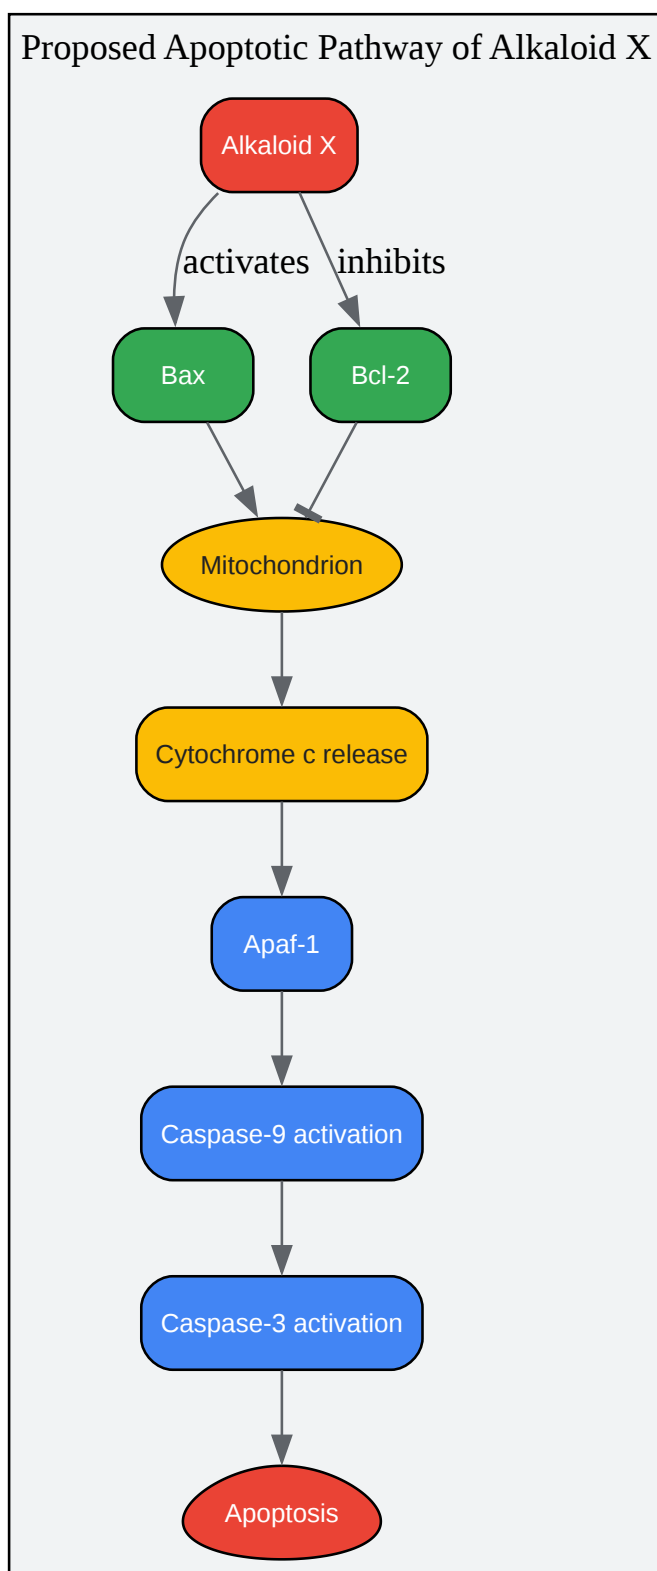 Proposed Apoptotic Pathway of Alkaloid X
Alkaloid X
activates
inhibits
Bax
Bcl-2
Mitochondrion
Cytochrome c release
Apaf-1
Caspase-9 activation
Caspase-3 activation
Apoptosis